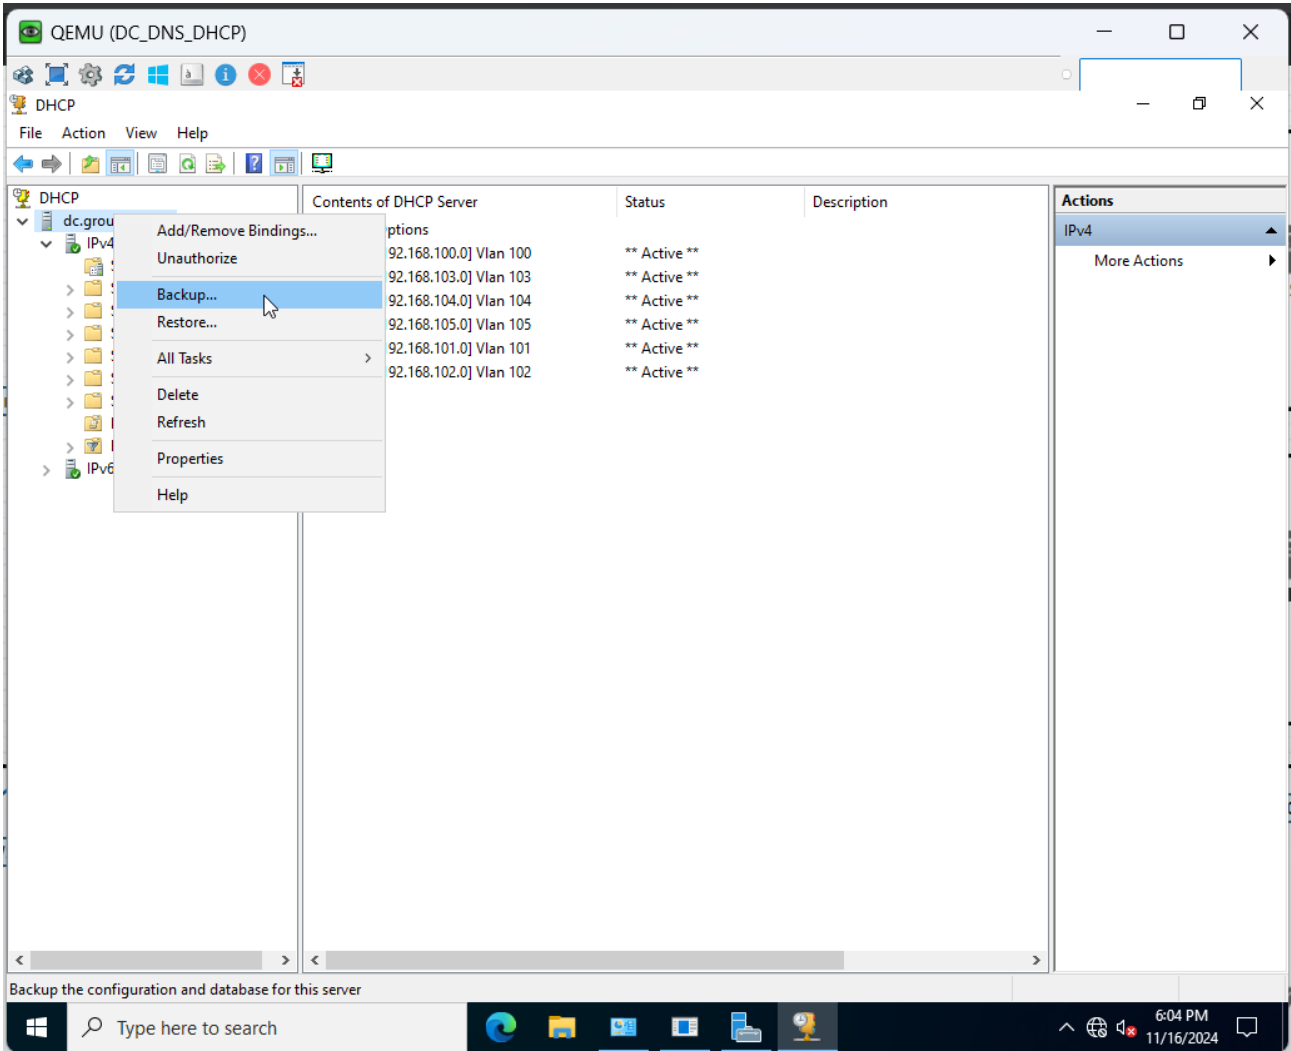 QEMU (DC_DNS_DHCP)
DHCP
File Action View Help
DHCP
dc.grou
IPv4
IPv6
Add/Remove Bindings...
Unauthorize
Backup...
Restore...
All Tasks
Delete
Refresh
Properties
Help
Contents of DHCP Server Status Description
ptions
92.168.100.0] Vlan 100 ** Active **
92.168.103.0] Vlan 103 ** Active **
92.168.104.0] Vlan 104 ** Active **
92.168.105.0] Vlan 105 ** Active **
92.168.101.0] Vlan 101 ** Active **
92.168.102.0] Vlan 102 ** Active **
Actions
IPv4
More Actions
Backup the configuration and database for this server
Type here to search
6:04 PM
11/16/2024